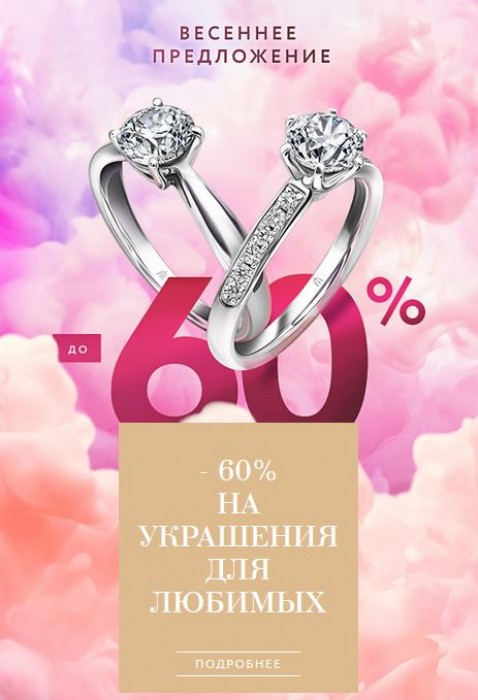 ВЕСЕННЕЕ
ПРЕДЛОЖЕНИЕ
ДО 60%
- 60%
НА
УКРАШЕНИЯ
ДЛЯ
ЛЮБИМЫХ
ПОДРОБНЕЕ